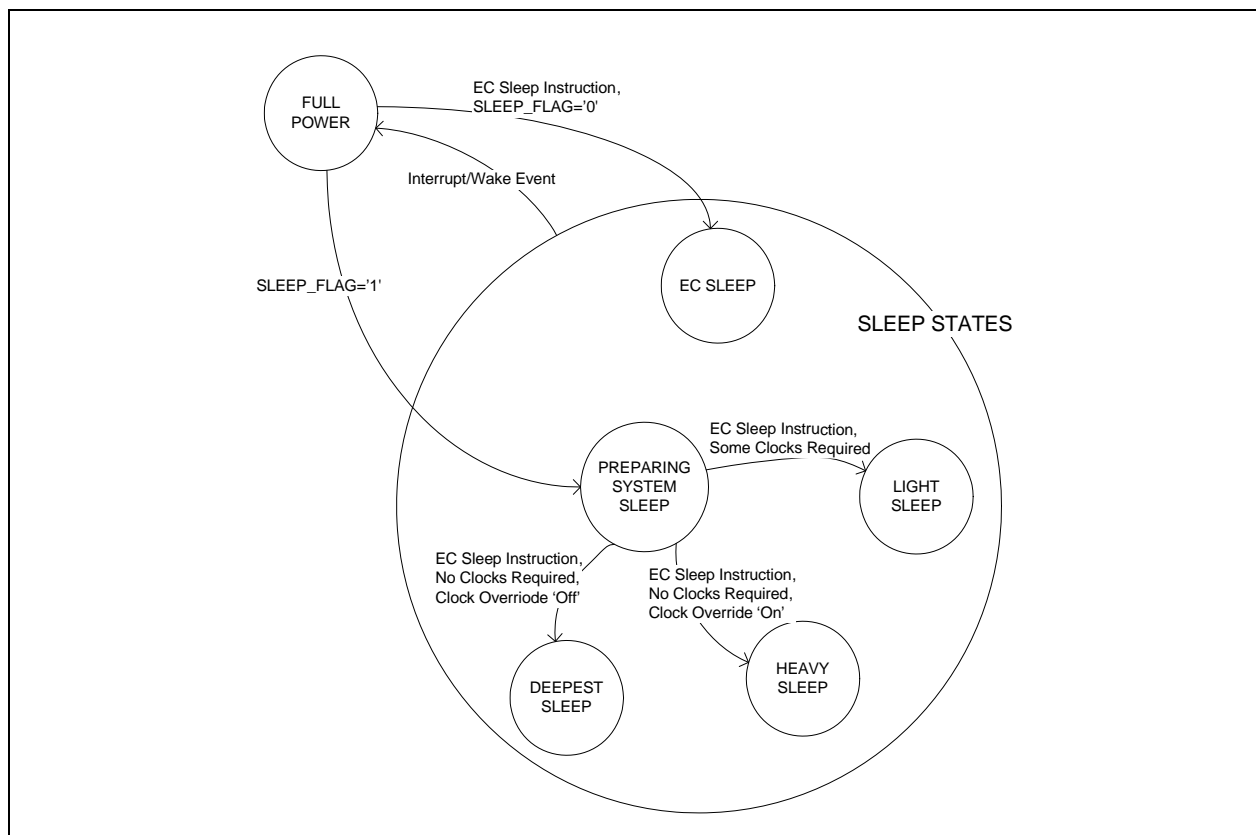 FULL
POWER
EC Sleep Instruction,
SLEEP_FLAG='0'
Interrupt/Wake Event
SLEEP_FLAG='1'
EC SLEEP
SLEEP STATES
EC Sleep Instruction,
Some Clocks Required
PREPARING
SYSTEM
SLEEP
LIGHT
SLEEP
EC Sleep Instruction,
No Clocks Required,
Clock Overriode ‘Off’
EC Sleep Instruction,
No Clocks Required,
Clock Override ‘On’
DEEPEST
SLEEP
HEAVY
SLEEP